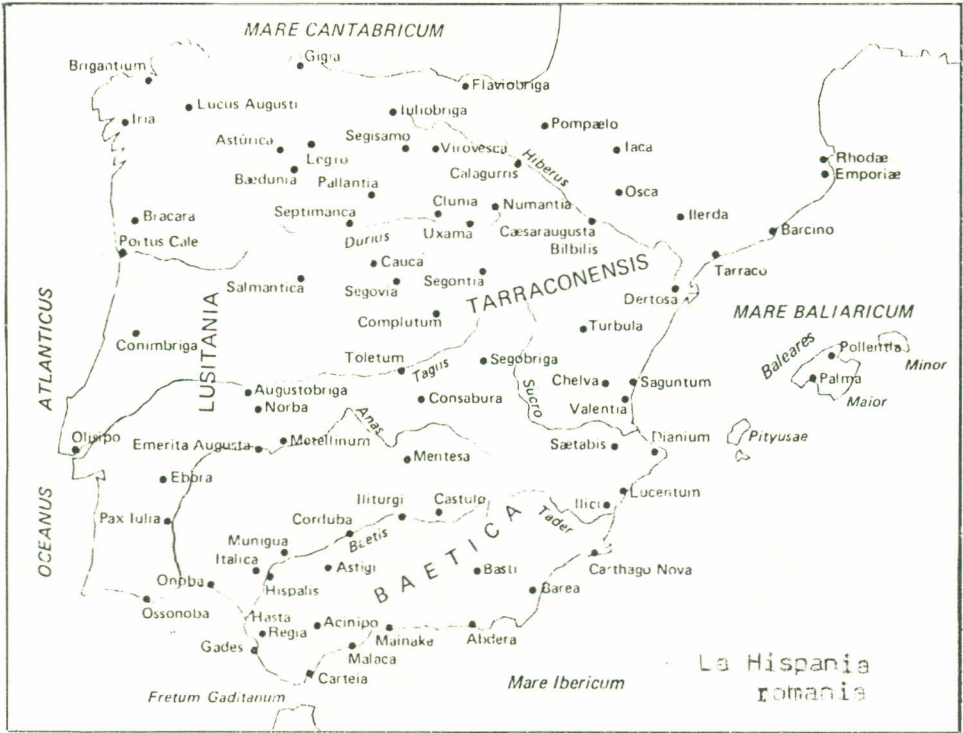 MARE CANTABRICUM
Gigia
Brigantium
Flaviobriga
Lucus Augusti
Iuliobriga
Iria
Pompælo
Astúrica
Segisamo
Legio
Virovesca
Hiberus
Iaca
Rhodæ
Emporiæ
Bædunia
Pallantia
Calagurris
Osca
Clunia
Numantia
Septimanca
Bracara
Ilerda
Durius
Uxama
Cæsaraugusta
Barcino
Portus Cale
Bilbilis
Cauca
Tarraco
Salmantica
Segovia
Segontia
TARRACONENSIS
Dertosa
ATLANTICUS
LUSITANIA
Complutum
Turbula
MARE BALIARICUM
Conimbriga
Baleares
Pollentia
Minor
Toletum
Tagus
Segobriga
Palma
Maior
Augustobriga
Norba
Consabura
Sucro
Chelva
Saguntum
Valentia
Anas
Olisipo
Emerita Augusta
Metellinum
Sætabis
Dianium
Pityusae
Mentesa
Ebora
OCEANUS
Iliturgi
Castulo
Ilici
Lucentum
Pax Iulia
Corduba
Tader
Munigua
Bætis
BAETICA
Italica
Astigi
Basti
Carthago Nova
Onoba
Hispalis
Barea
Ossonoba
Hasta
Regia
Acinipo
Mainake
Abdera
Gades
Malaca
Carteia
La Hispania
romania
Mare Ibericum
Fretum Gaditanum